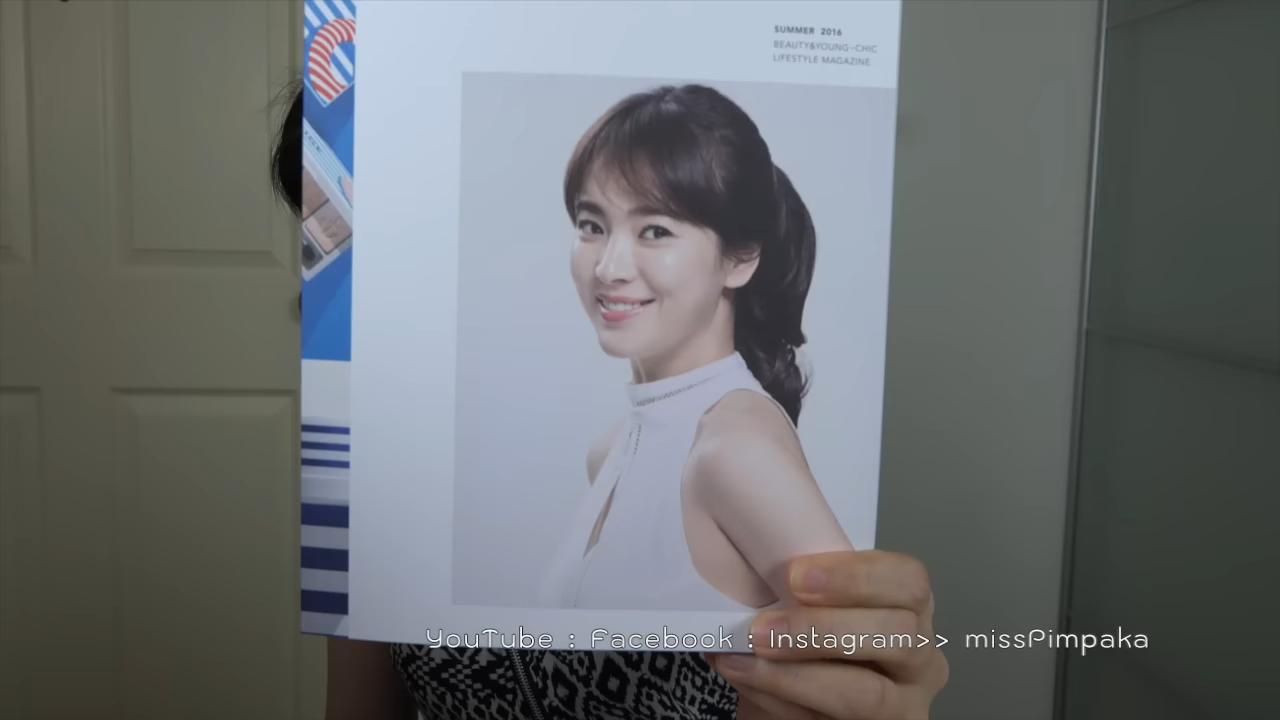 SUMMER 2016
BEAUTY&YOUNG-CHIC
LIFESTYLE MAGAZINE
YouTube : Facebook : Instagram>> missPimpaka